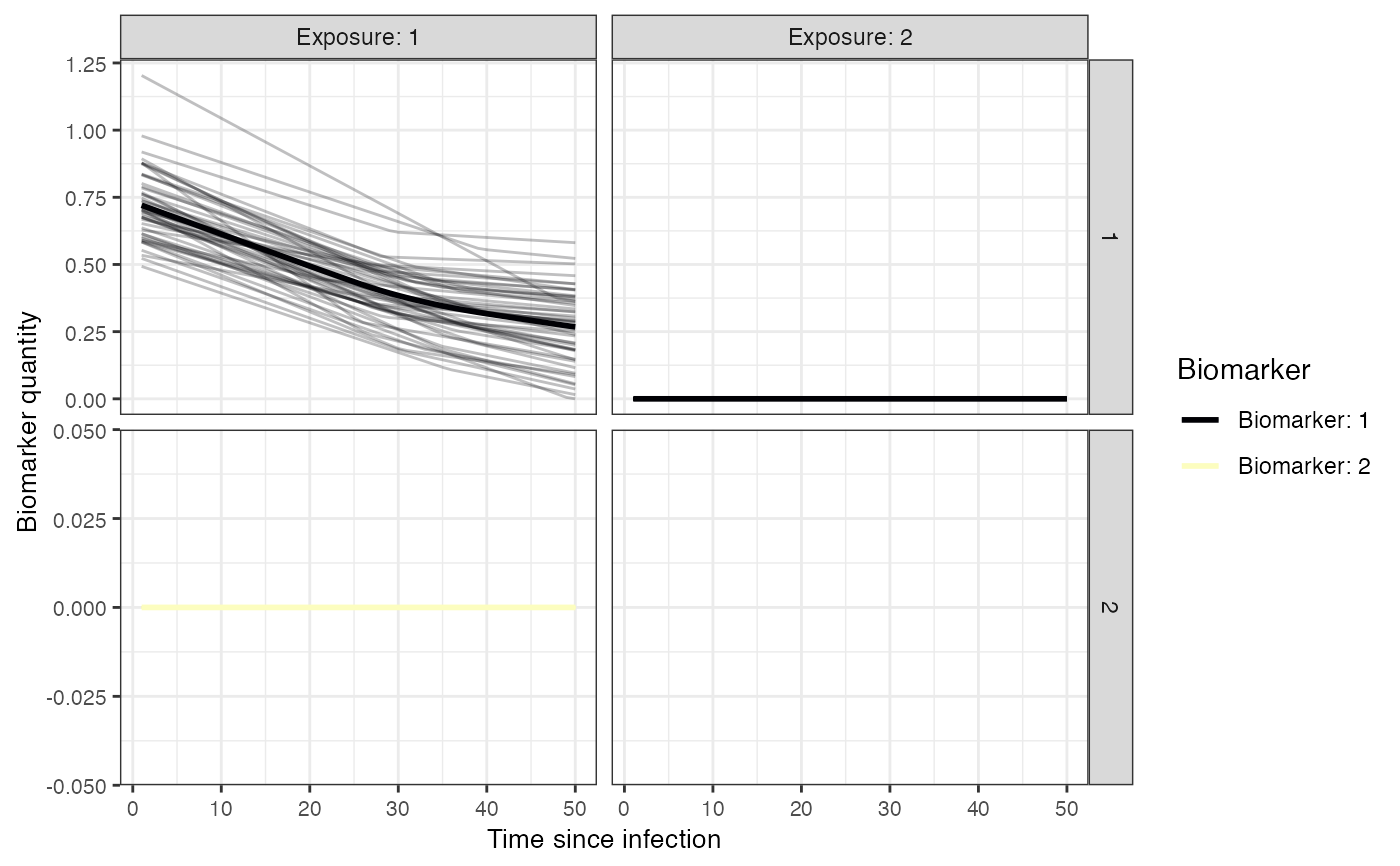 Exposure: 1
Exposure: 2
1.25
1.00
0.75
0.50
0.25
0.00
1
0.050
0.025
0.000
-0.025
-0.050
2
0 10 20 30 40 50
0 10 20 30 40 50
Time since infection
Biomarker quantity
Biomarker
Biomarker: 1
Biomarker: 2